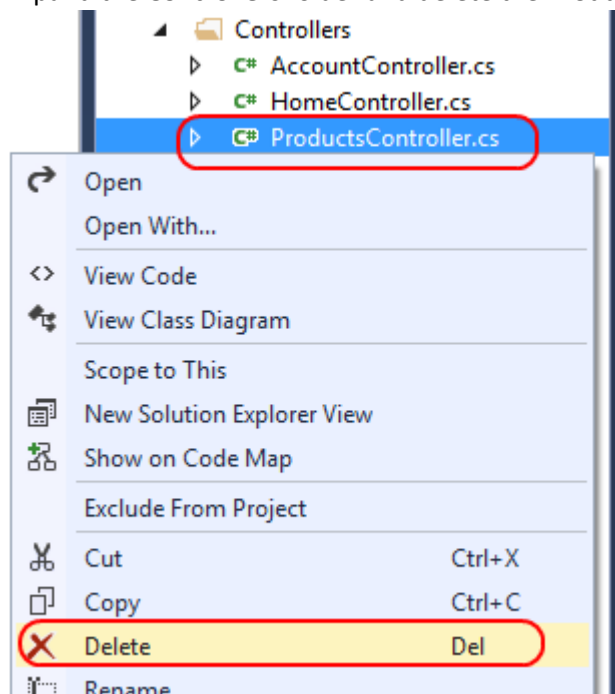 Controllers
C# AccountController.cs
C# HomeController.cs
C# ProductsController.cs
Open
Open With...
View Code
View Class Diagram
Scope to This
New Solution Explorer View
Show on Code Map
Exclude From Project
Cut Ctrl+X
Copy Ctrl+C
Delete Del
Rename